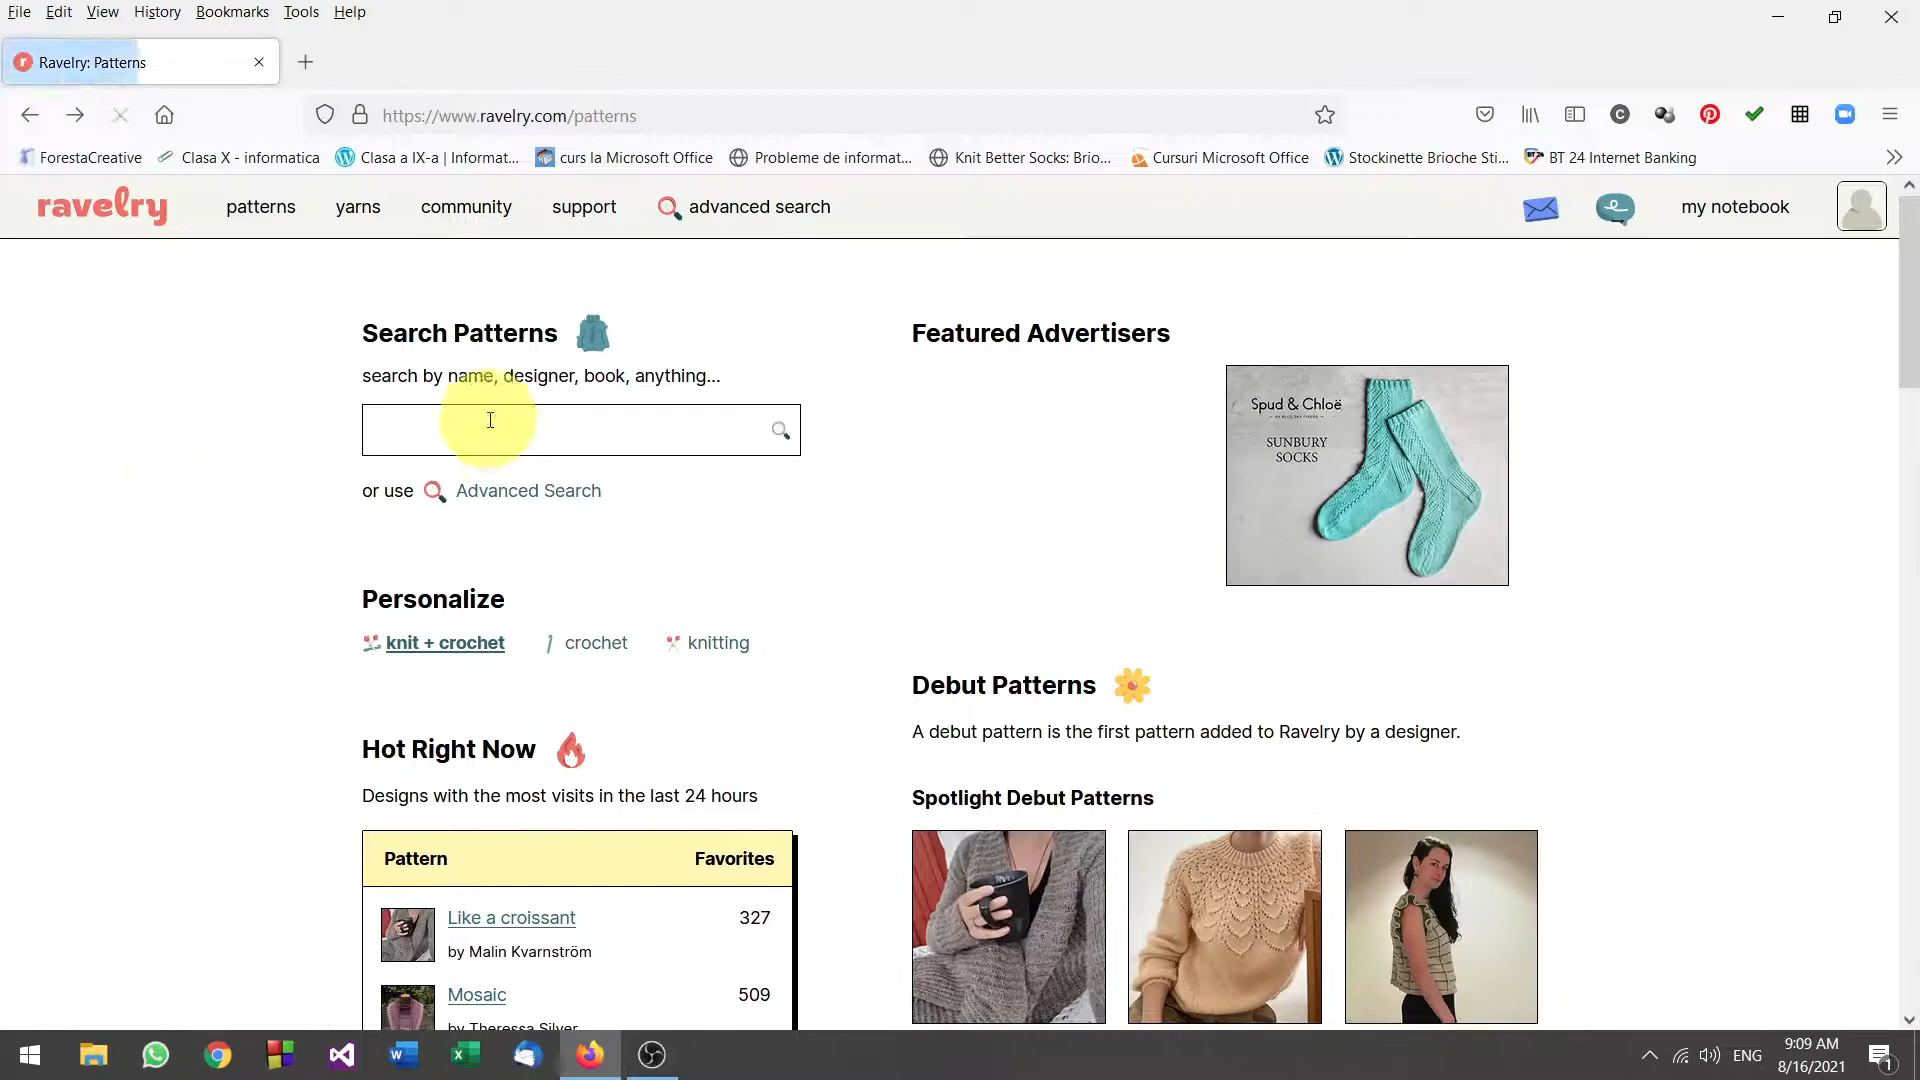 File Edit View History Bookmarks Tools Help
Ravelry: Patterns
https://www.ravelry.com/patterns
ForestaCreative Clasa X - informatica Clasa a IX-a | Informat... curs la Microsoft Office Probleme de informat... Knit Better Socks: Brio... Cursuri Microsoft Office Stockinette Brioche Sti... BT 24 Internet Banking
ravelry patterns yarns community support advanced search my notebook
Search Patterns
search by name, designer, book, anything...
or use Advanced Search
Personalize
knit + crochet crochet knitting
Hot Right Now
Designs with the most visits in the last 24 hours
Pattern Favorites
Like a croissant 327
by Malin Kvarnström
Mosaic 509
by Theressa Silver
Featured Advertisers
Spud & Chloë
SUNBURY
SOCKS
Debut Patterns
A debut pattern is the first pattern added to Ravelry by a designer.
Spotlight Debut Patterns
ENG
9:09 AM
8/16/2021
1